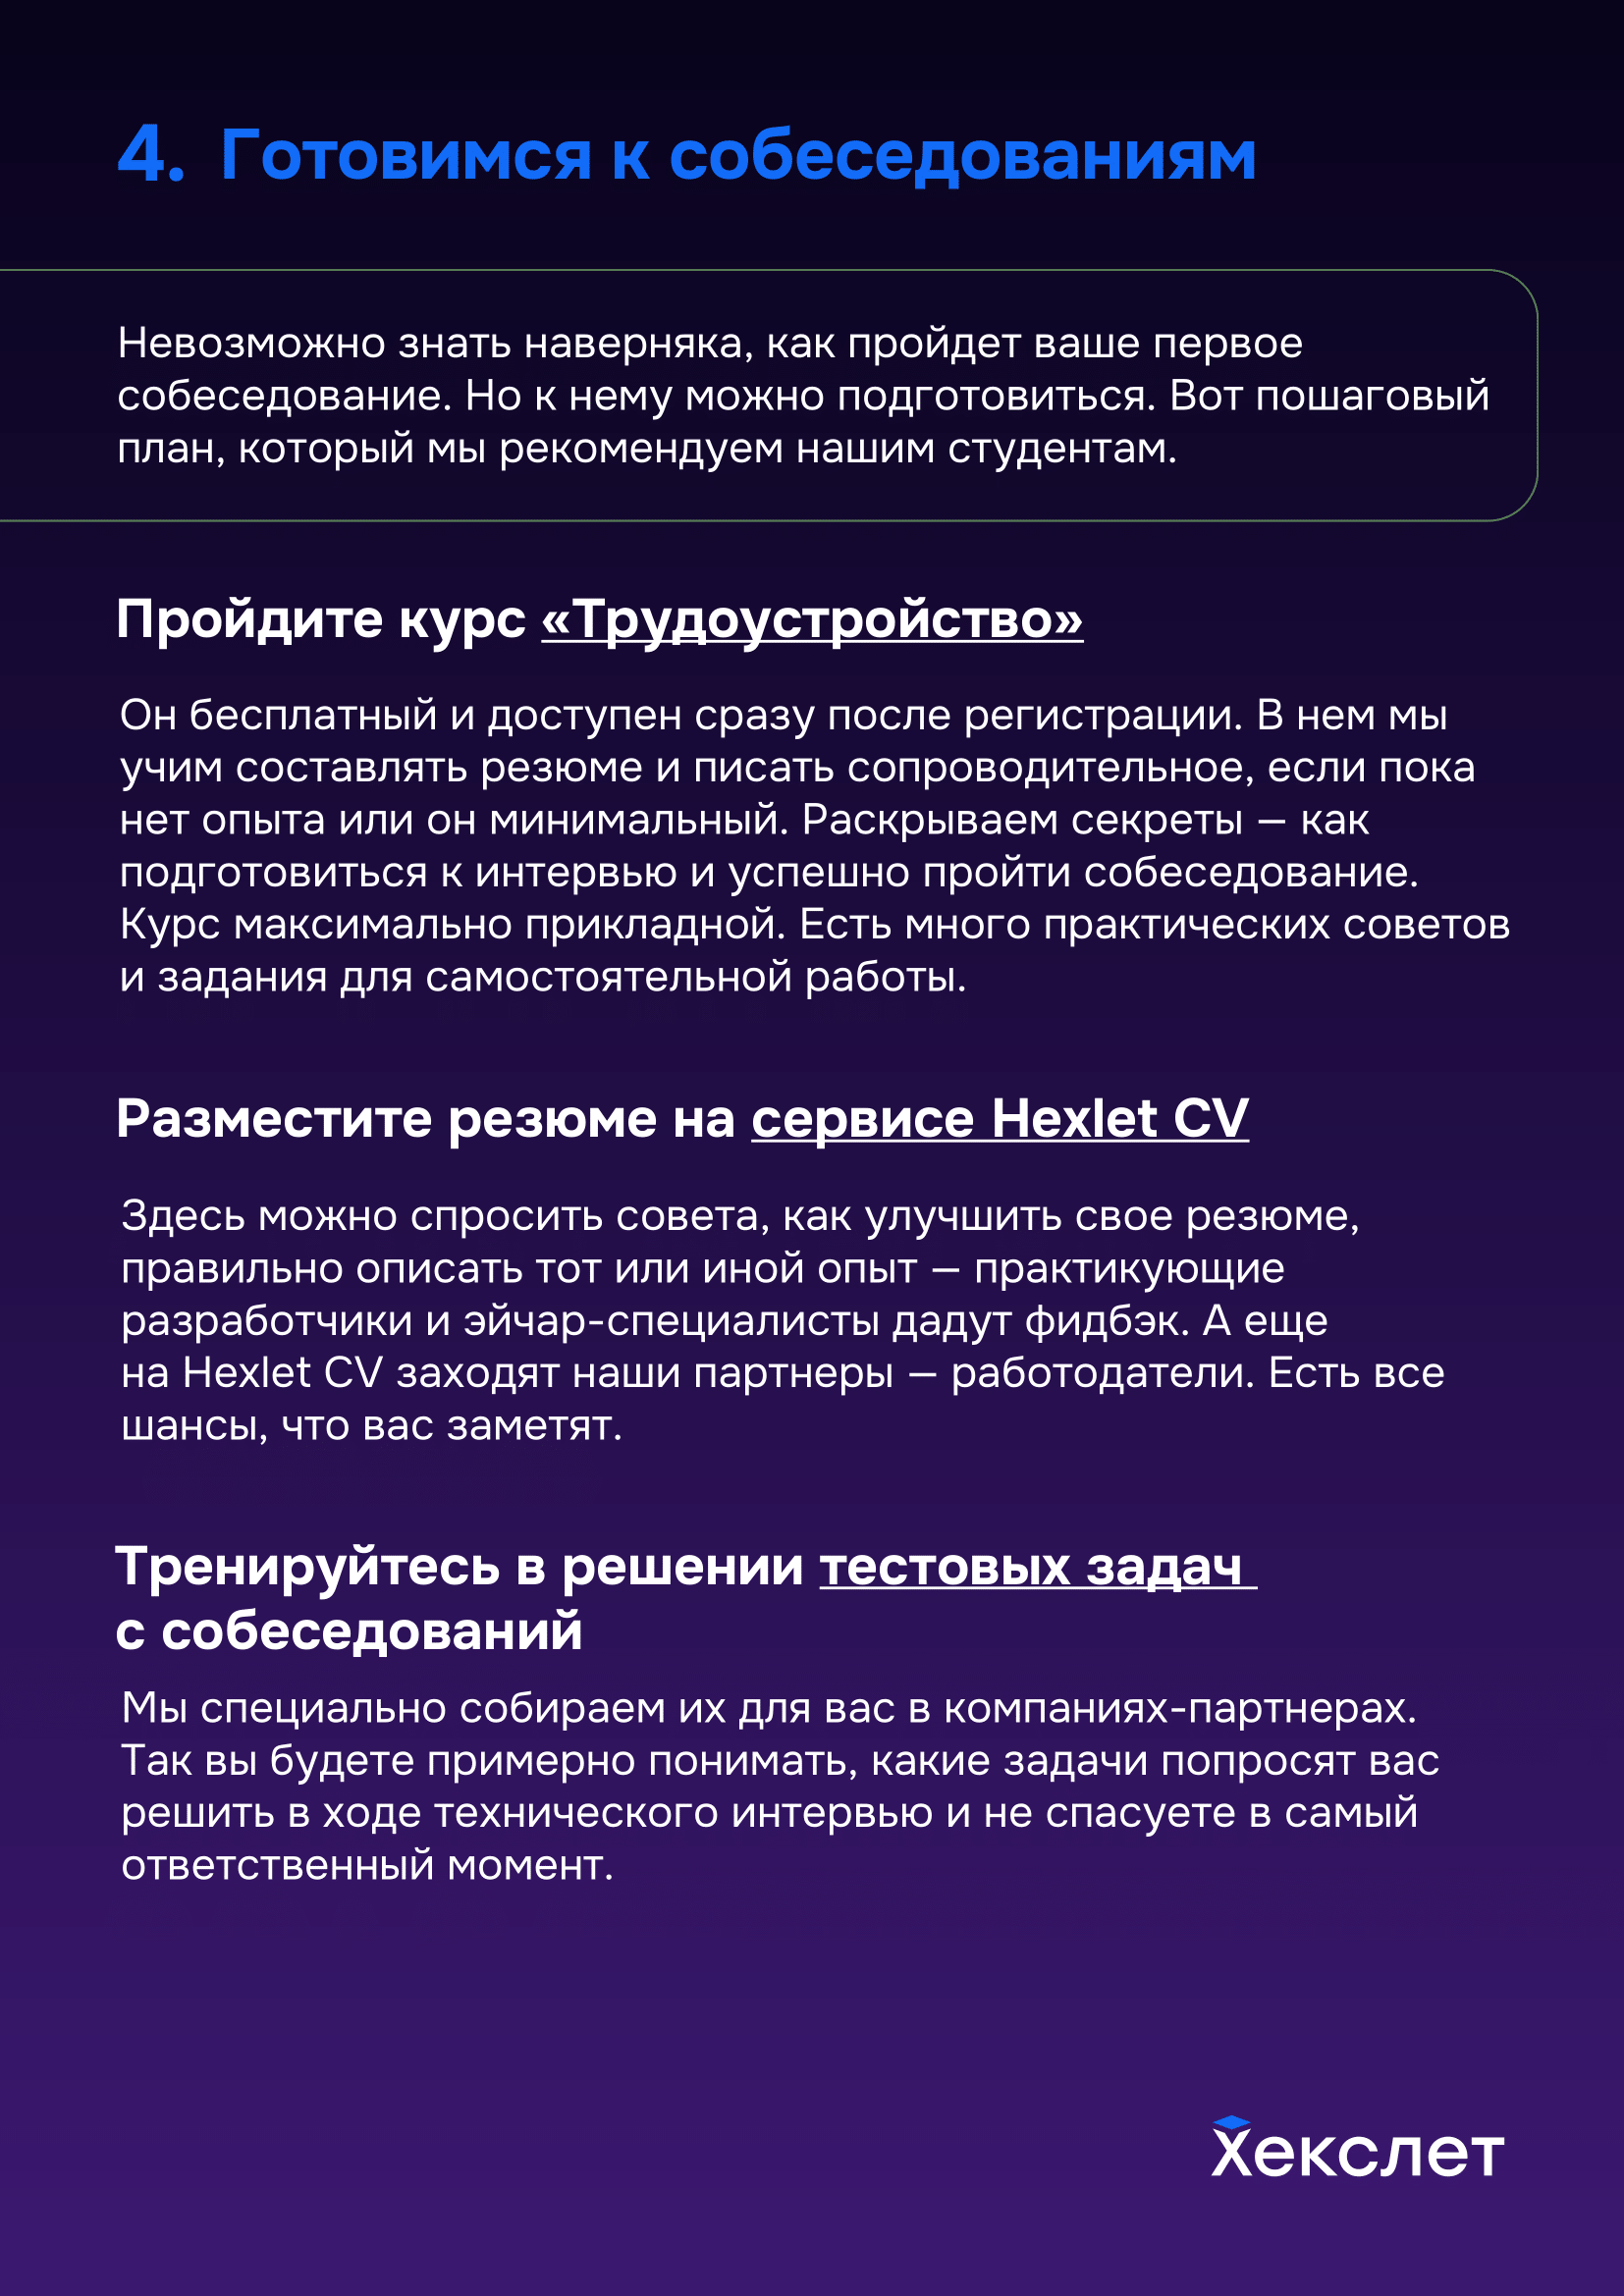 4. Готовимся к собеседованиям
Невозможно знать наверняка, как пройдет ваше первое
собеседование. Но к нему можно подготовиться. Вот пошаговый
план, который мы рекомендуем нашим студентам.
Пройдите курс «Трудоустройство»
Он бесплатный и доступен сразу после регистрации. В нем мы
учим составлять резюме и писать сопроводительное, если пока
нет опыта или он минимальный. Раскрываем секреты — как
подготовиться к интервью и успешно пройти собеседование.
Курс максимально прикладной. Есть много практических советов
и задания для самостоятельной работы.
Разместите резюме на сервисе Hexlet CV
Здесь можно спросить совета, как улучшить свое резюме,
правильно описать тот или иной опыт — практикующие
разработчики и эйчар-специалисты дадут фидбэк. А еще
на Hexlet CV заходят наши партнеры — работодатели. Есть все
шансы, что вас заметят.
Тренируйтесь в решении тестовых задач
с собеседований
Мы специально собираем их для вас в компаниях-партнерах.
Так вы будете примерно понимать, какие задачи попросят вас
решить в ходе технического интервью и не спасуете в самый
ответственный момент.
Хекслет